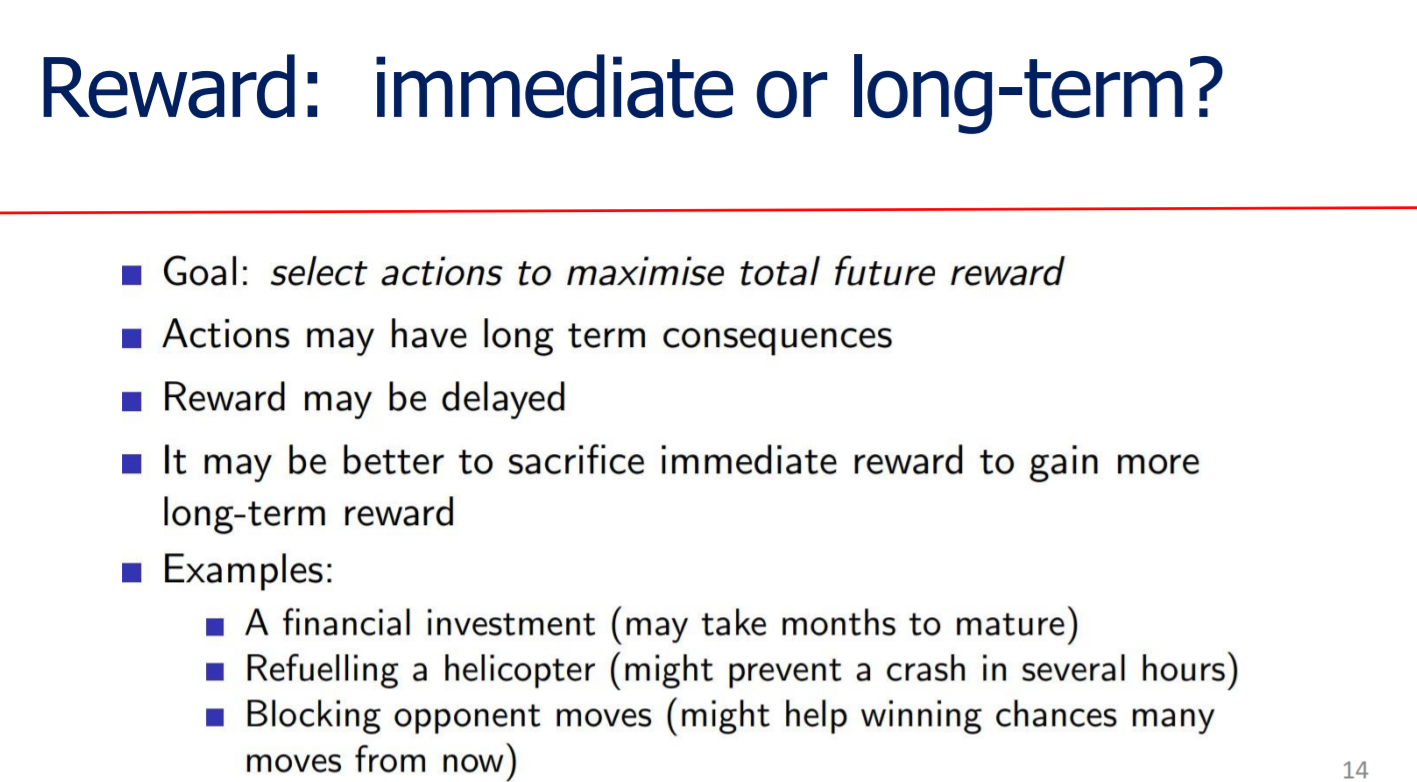 Reward: immediate or long-term?
Goal: select actions to maximise total future reward
Actions may have long term consequences
Reward may be delayed
It may be better to sacrifice immediate reward to gain more
long-term reward
Examples:
A financial investment (may take months to mature)
Refuelling a helicopter (might prevent a crash in several hours)
Blocking opponent moves (might help winning chances many
moves from now)
14